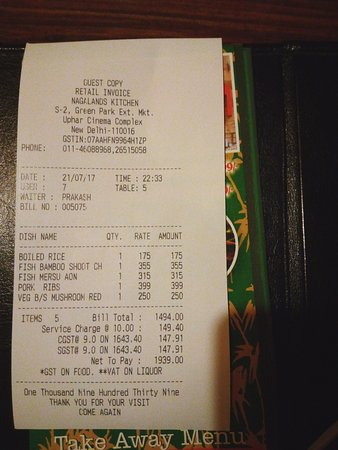 GUEST COPY
RETAIL INVOICE
NAGALANDS KITCHEN
S-2, Green Park Ext. Mkt.
Uphar Cinema Complex
New Delhi-110016
GSTIN:07AAHFN9964H1ZP
PHONE: 011-46088968,26515058
DATE : 21/07/17 TIME : 22:33
USER : 7 TABLE: 5
WAITER : PRAKASH
BILL NO : 005075
DISH NAME QTY. RATE AMOUNT
BOILED RICE 1 175 175
FISH BAMBOO SHOOT CH 1 355 355
FISH MERSU AON 1 315 315
PORK RIBS 1 399 399
VEG B/S MUSHROOM RED 1 250 250
ITEMS 5 Bill Total : 1494.00
Service Charge @ 10.00 : 149.40
CGST# 9.0 ON 1643.40 147.91
SGST# 9.0 ON 1643.40 147.91
Net To Pay : 1939.00
*GST ON FOOD. **VAT ON LIQUOR
One Thousand Nine Hundred Thirty Nine
THANK YOU FOR YOUR VISIT
COME AGAIN
Take Away Menu